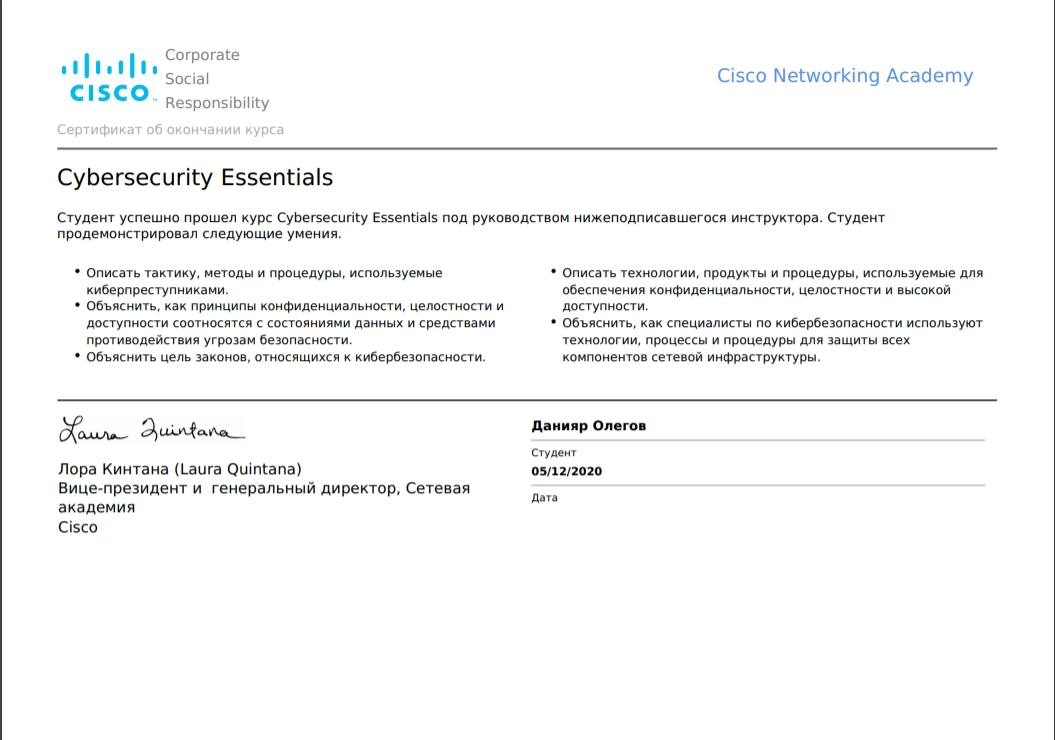 Corporate
Social
Responsibility
CISCO™
Cisco Networking Academy
Сертификат об окончании курса
Cybersecurity Essentials
Студент успешно прошел курс Cybersecurity Essentials под руководством нижеподписавшегося инструктора. Студент
продемонстрировал следующие умения.
• Описать тактику, методы и процедуры, используемые
киберпреступниками.
• Объяснить, как принципы конфиденциальности, целостности и
доступности соотносятся с состояниями данных и средствами
противодействия угрозам безопасности.
• Объяснить цель законов, относящихся к кибербезопасности.
• Описать технологии, продукты и процедуры, используемые для
обеспечения конфиденциальности, целостности и высокой
доступности.
• Объяснить, как специалисты по кибербезопасности используют
технологии, процессы и процедуры для защиты всех
компонентов сетевой инфраструктуры.
Laura Quintana
Лора Кинтана (Laura Quintana)
Вице-президент и  генеральный директор, Сетевая
академия
Cisco
Данияр Олегов
Студент
05/12/2020
Дата